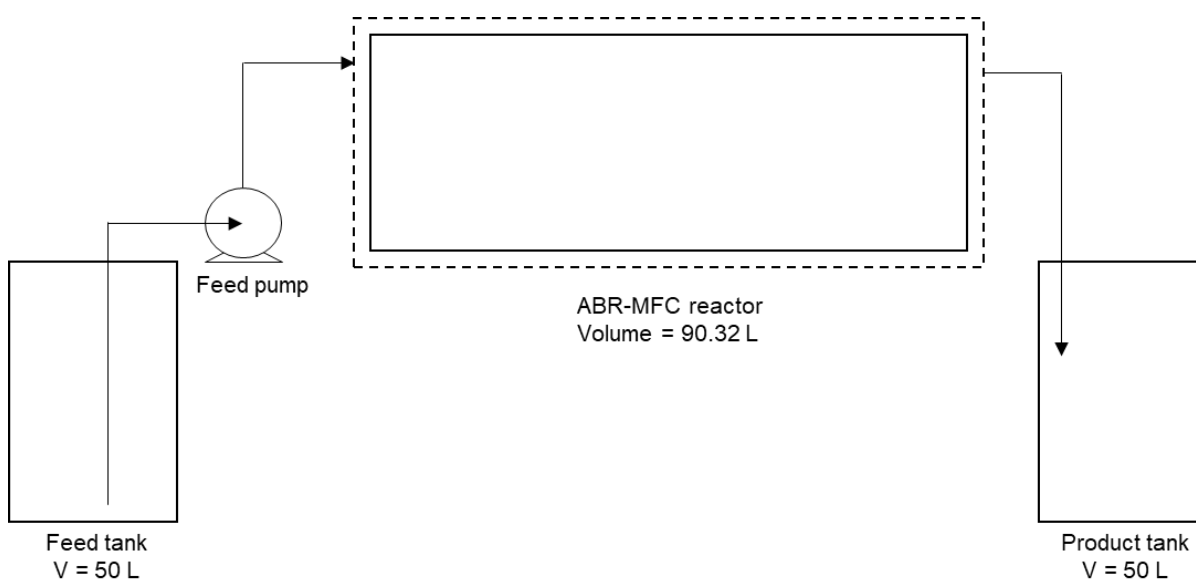 Feed pump
ABR-MFC reactor
Volume = 90.32 L
Feed tank
V = 50 L
Product tank
V = 50 L